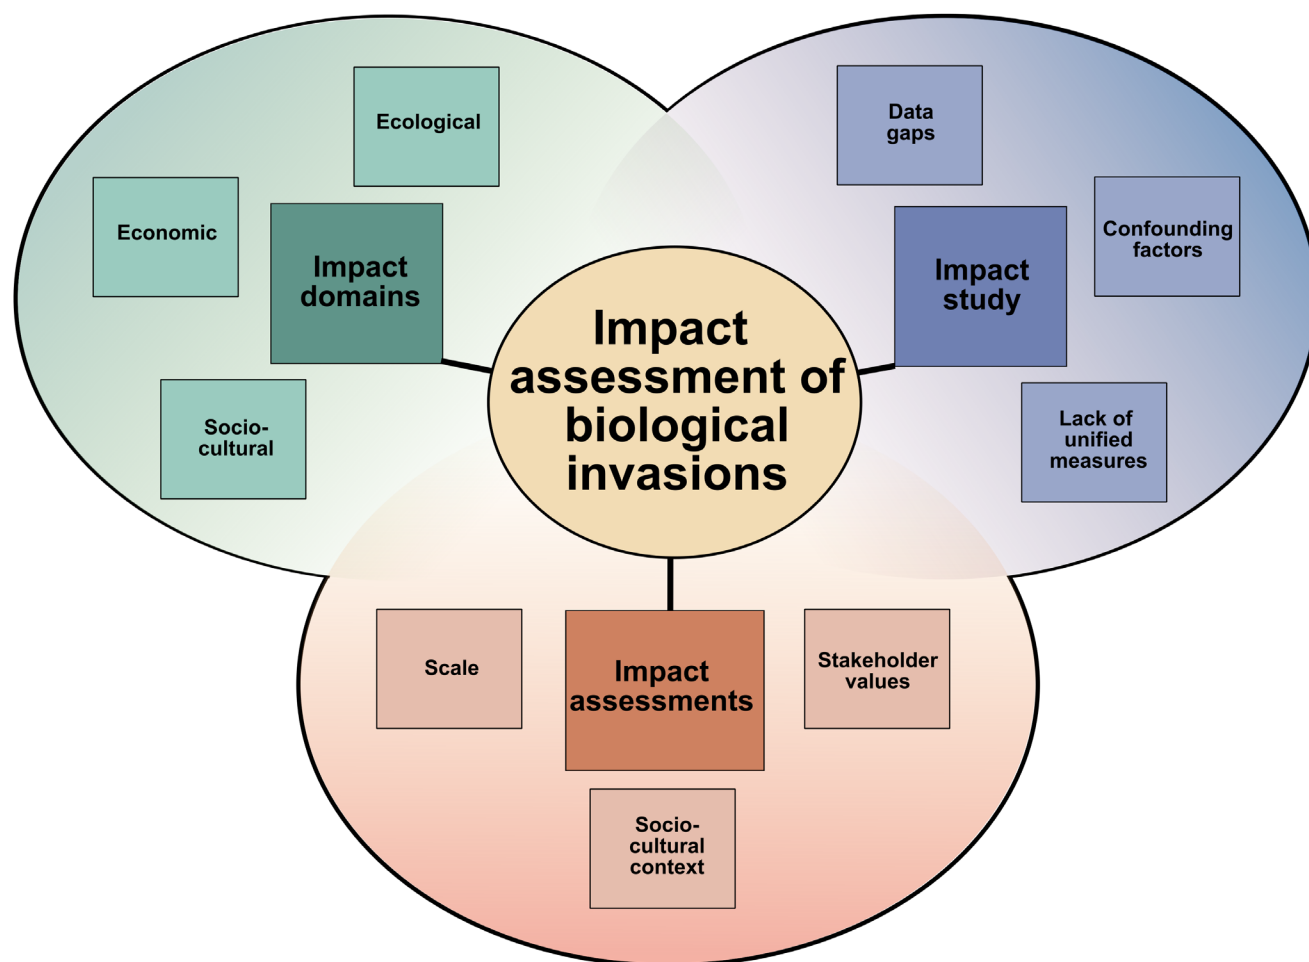 Ecological
Economic
Impact
domains
Socio-
cultural
Data
gaps
Confounding
factors
Impact
study
Lack of
unified
measures
Impact
assessment of
biological
invasions
Scale
Impact
assessments
Stakeholder
values
Socio-
cultural
context